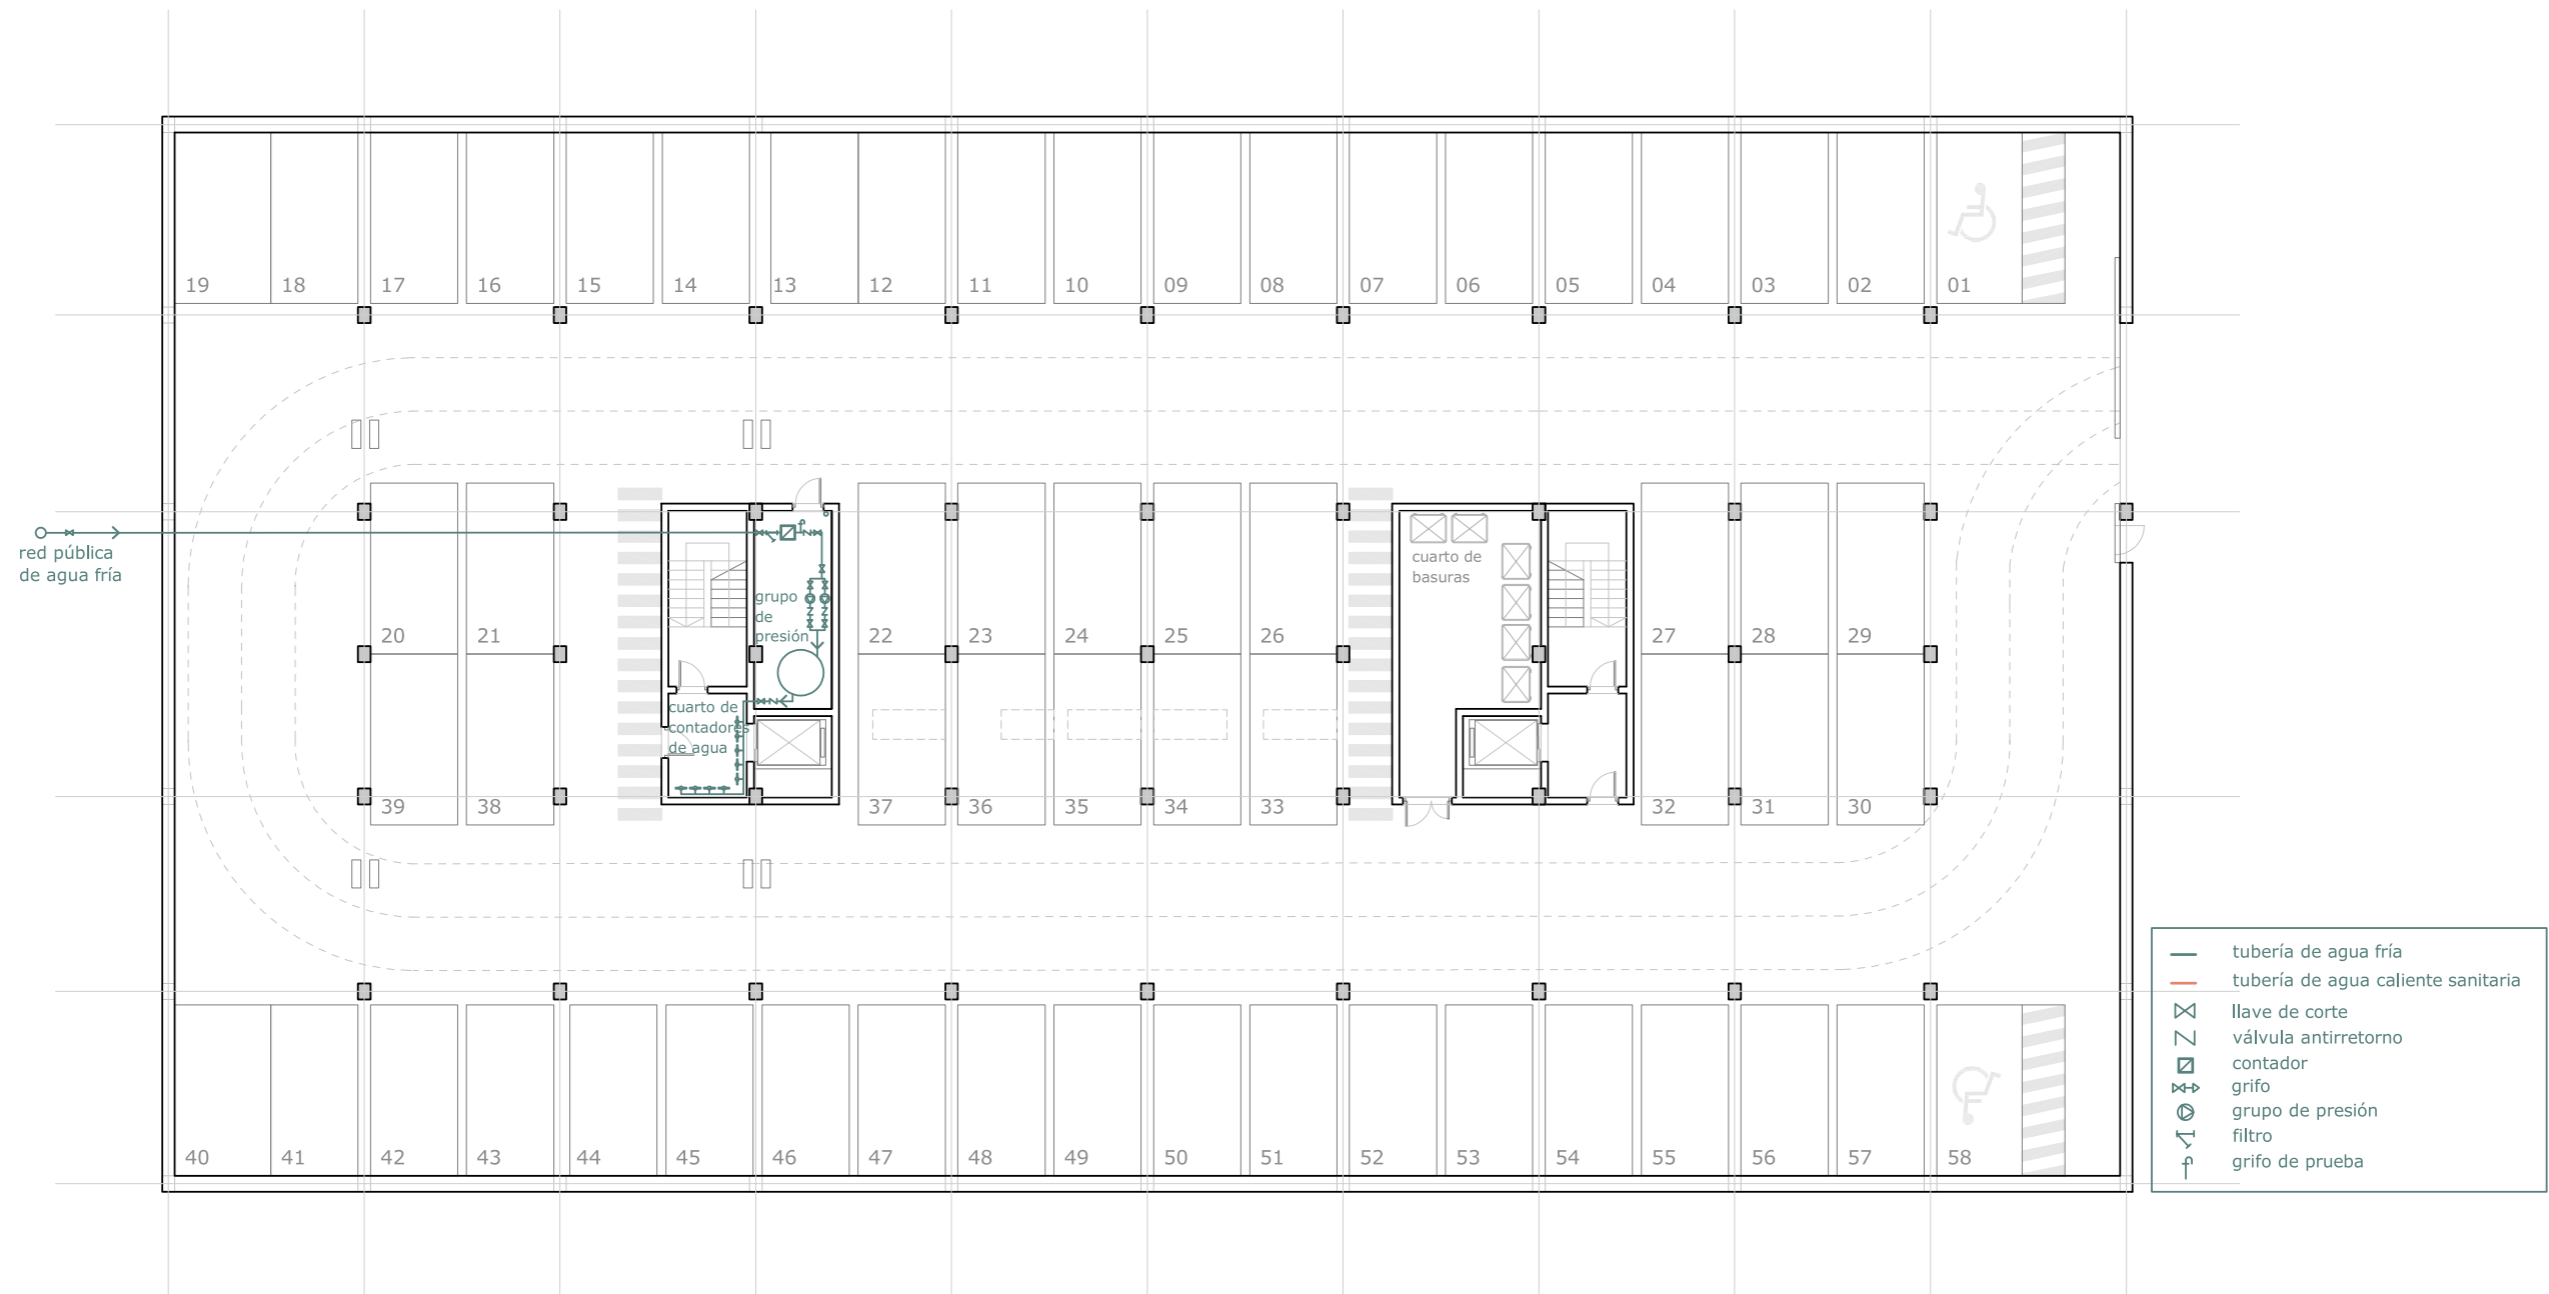 19 18 17 16 15 14 13 12 11 10 09 08 07 06 05 04 03 02 01
red pública
de agua fría
cuarto de
basuras
grupo
de
presión
20 21 22 23 24 25 26 27 28 29
cuarto de
contadores
de agua
39 38 37 36 35 34 33 32 31 30
40 41 42 43 44 45 46 47 48 49 50 51 52 53 54 55 56 57 58
tubería de agua fría
tubería de agua caliente sanitaria
llave de corte
válvula antirretorno
contador
grifo
grupo de presión
filtro
grifo de prueba